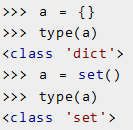 >>> a = {}
>>> type(a)
<class 'dict'>
>>> a = set()
>>> type(a)
<class 'set'>